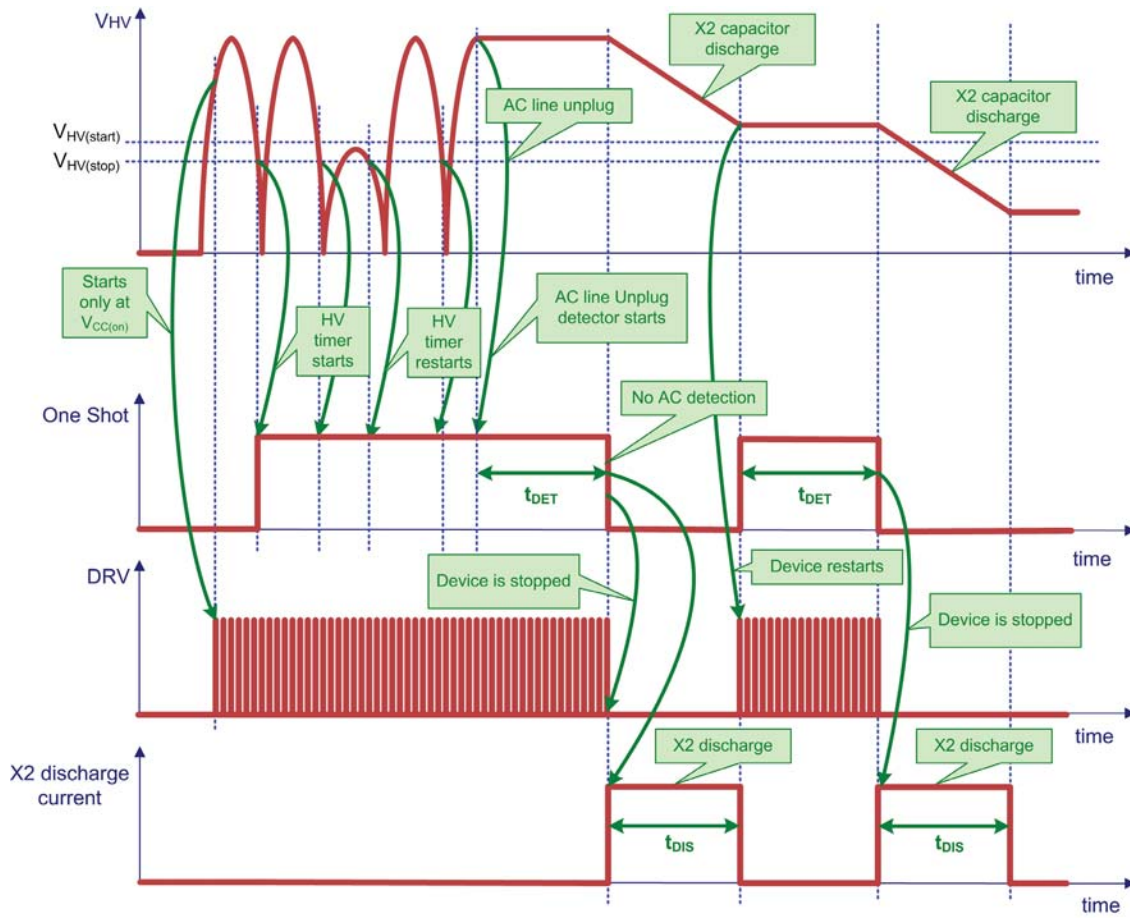 VHV
X2 capacitor
discharge
X2 capacitor
discharge
AC line unplug
VHV(start)
VHV(stop)
time
Starts
only at
VCC(on)
HV
timer
starts
HV
timer
restarts
AC line Unplug
detector starts
No AC detection
One Shot
tDET
tDET
time
DRV
Device is stopped
Device restarts
Device is stopped
time
X2 discharge
current
X2 discharge
X2 discharge
tDIS
tDIS
time